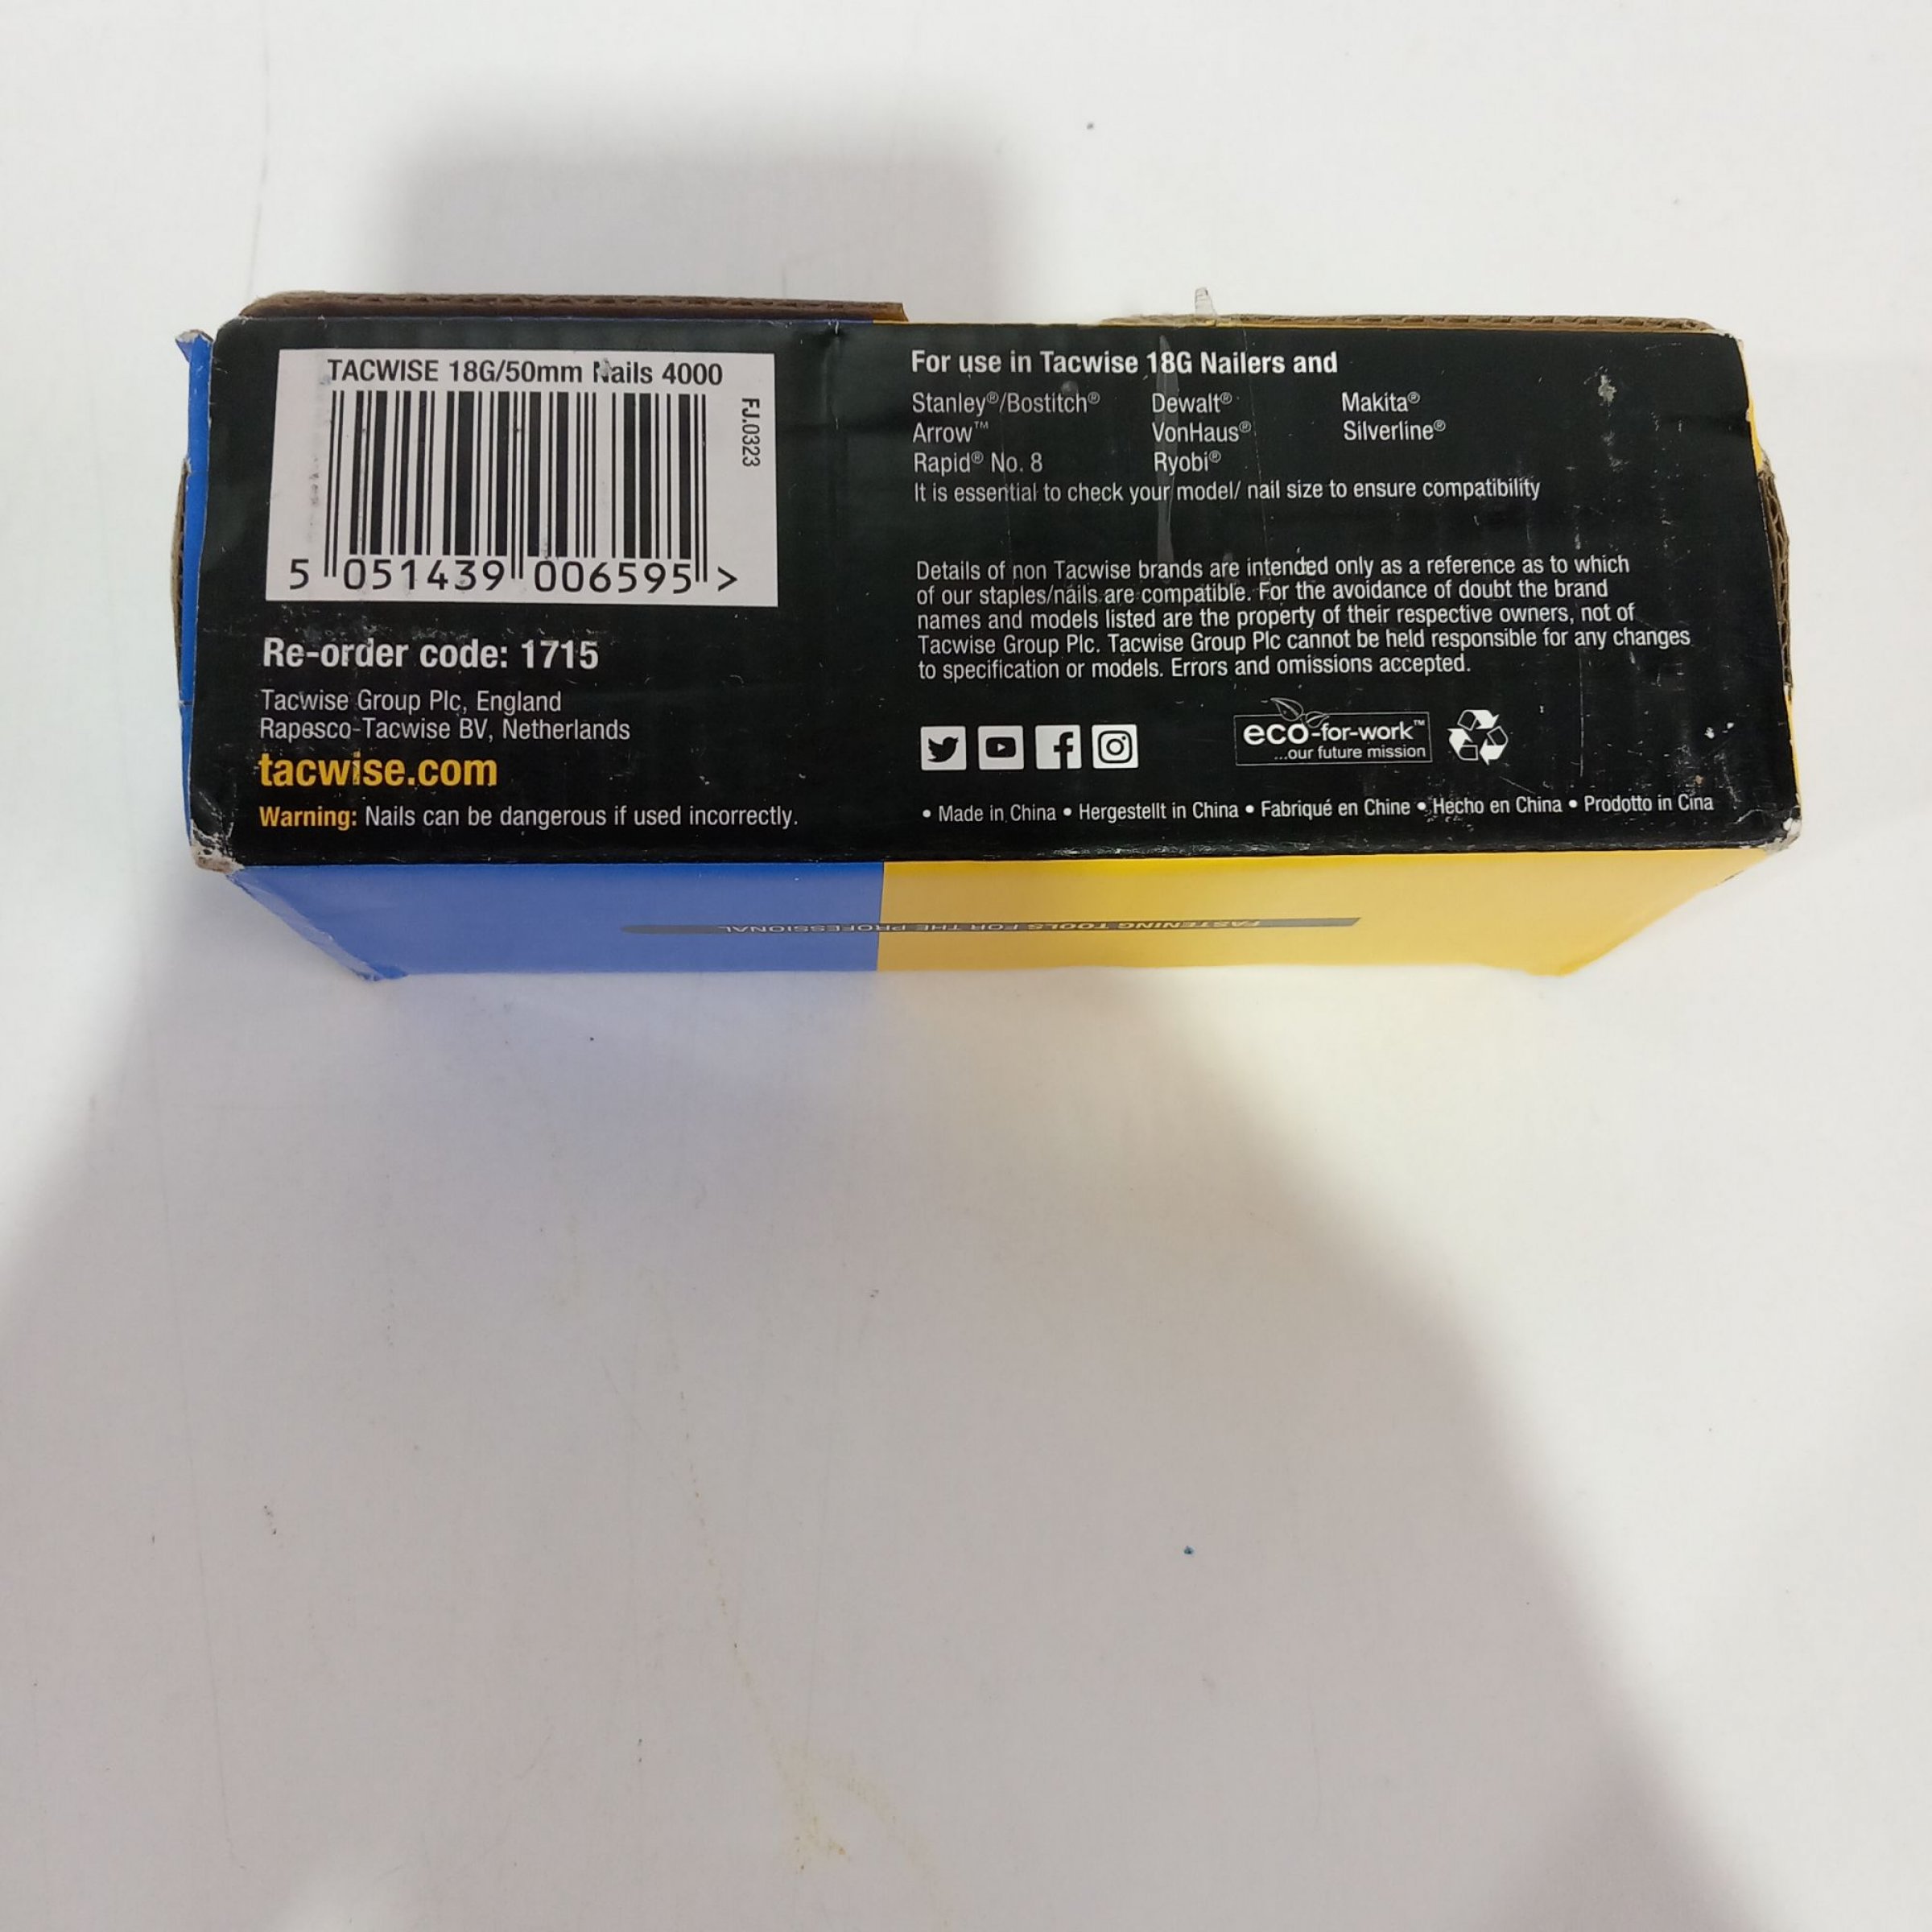 TACWISE 18G/50mm Nails 4000
FJ.0323
5 051439 006595 >
Re-order code: 1715
Tacwise Group Plc, England
Rapesco-Tacwise BV, Netherlands
tacwise.com
Warning: Nails can be dangerous if used incorrectly.
For use in Tacwise 18G Nailers and
Stanley®/Bostitch® Dewalt® Makita®
Arrow™ VonHaus® Silverline®
Rapid® No. 8 Ryobi®
It is essential to check your model/ nail size to ensure compatibility
Details of non Tacwise brands are intended only as a reference as to which
of our staples/nails are compatible. For the avoidance of doubt the brand
names and models listed are the property of their respective owners, not of
Tacwise Group Plc. Tacwise Group Plc cannot be held responsible for any changes
to specification or models. Errors and omissions accepted.
eco-for-work™
...our future mission
• Made in China • Hergestellt in China • Fabriqué en Chine • Hecho en China • Prodotto in Cina
FASTENING TOOLS FOR THE PROFESSIONAL